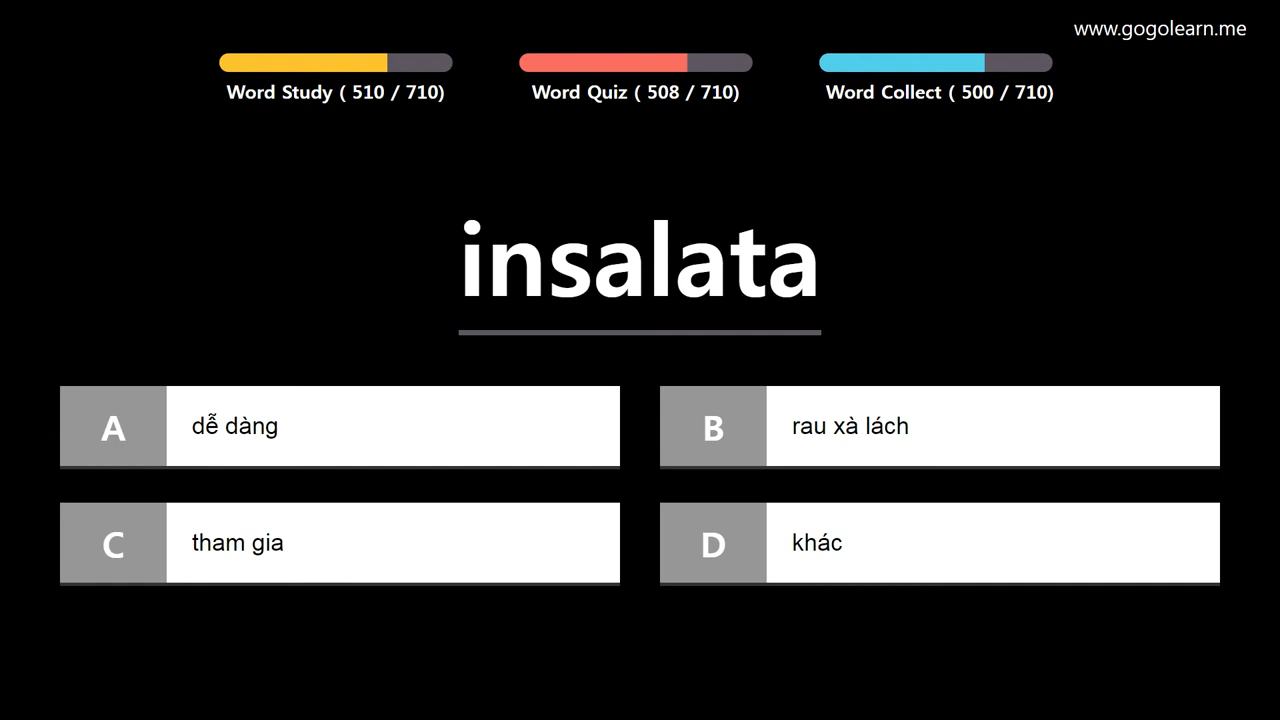 www.gogolearn.me
Word Study ( 510 / 710)
Word Quiz ( 508 / 710)
Word Collect ( 500 / 710)
insalata
A
dễ dàng
B
rau xà lách
C
tham gia
D
khác